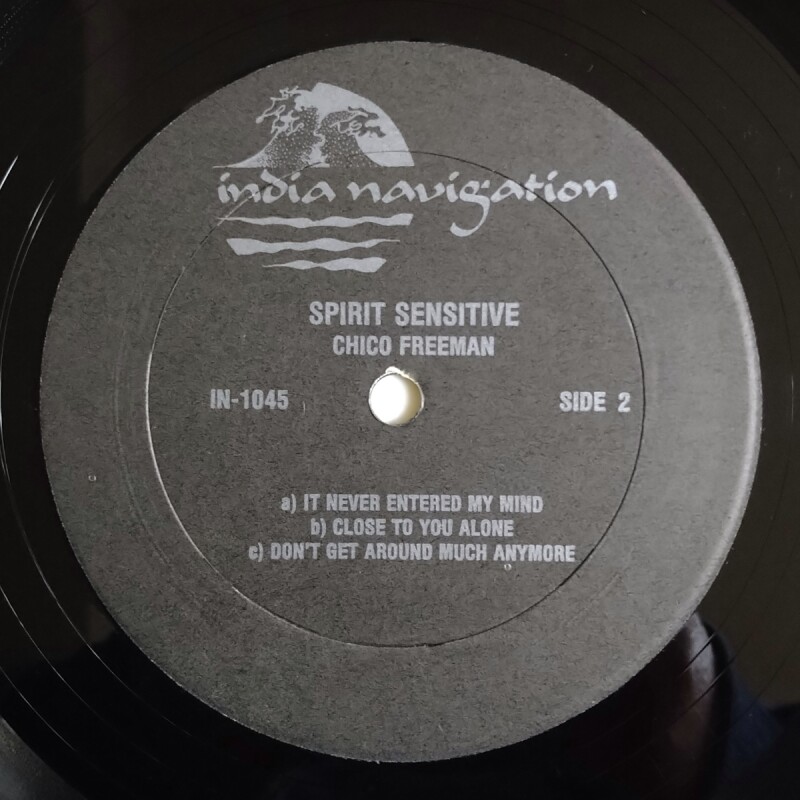 india navigation
SPIRIT SENSITIVE
CHICO FREEMAN
IN-1045
SIDE 2
a) IT NEVER ENTERED MY MIND
b) CLOSE TO YOU ALONE
c) DON'T GET AROUND MUCH ANYMORE